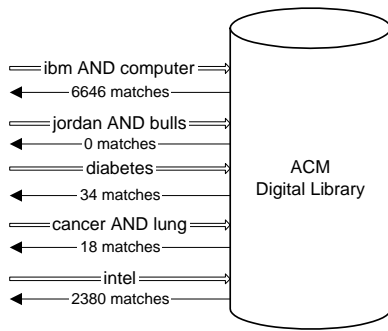 ibm AND computer
6646 matches
jordan AND bulls
0 matches
diabetes
34 matches
cancer AND lung
18 matches
intel
2380 matches
ACM
Digital Library